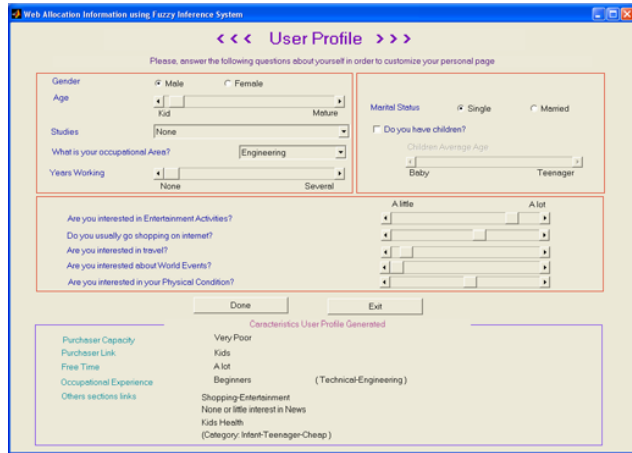 Web Allocation Information using Fuzzy Inference System
< < < User Profile > > >
Please, answer the following questions about yourself in order to customize your personal page
Gender Male Female
Age
Kid Mature
Studies None
What is your occupational Area? Engineering
Years Working
None Several
Marital Status Single Married
Do you have children?
Children Average Age
Baby Teenager
A little A lot
Are you interested in Entertainment Activities?
Do you usually go shopping on internet?
Are you interested in travel?
Are you interested about World Events?
Are you interested in your Physical Condition?
Done Exit
Caracteristics User Profile Generated
Purchaser Capacity Very Poor
Purchaser Link Kids
Free Time A lot
Occupational Experience Beginners ( Technical-Engineering )
Others sections links Shopping-Entertainment
None or little interest in News
Kids Health
(Category: Infant-Teenager-Cheap )